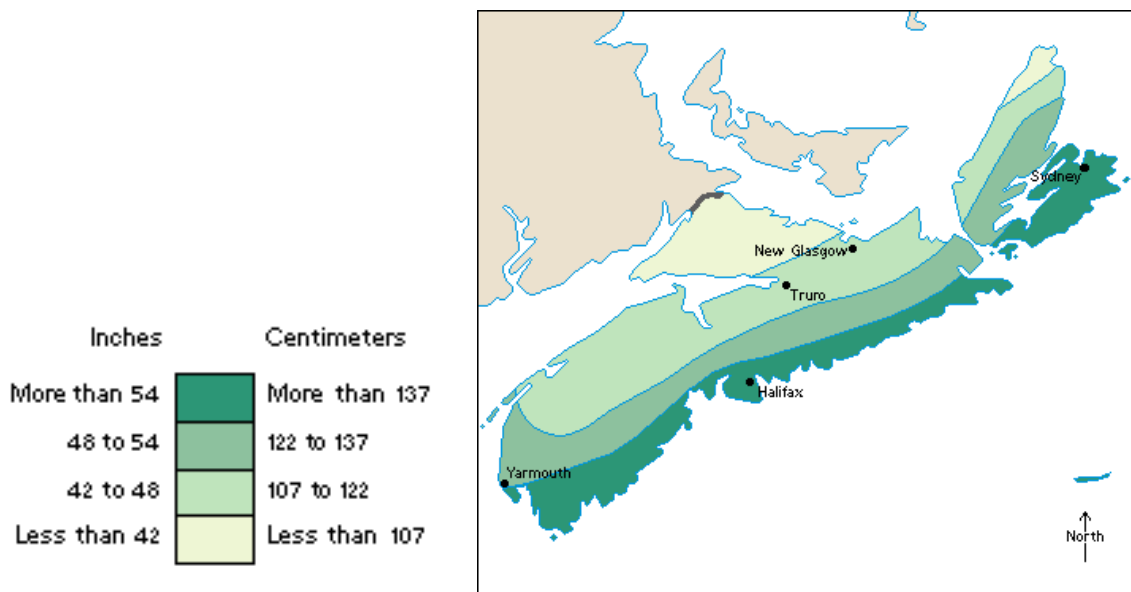 Inches Centimeters
More than 54 More than 137
48 to 54 122 to 137
42 to 48 107 to 122
Less than 42 Less than 107
Sydney
New Glasgow
Truro
Halifax
Yarmouth
North